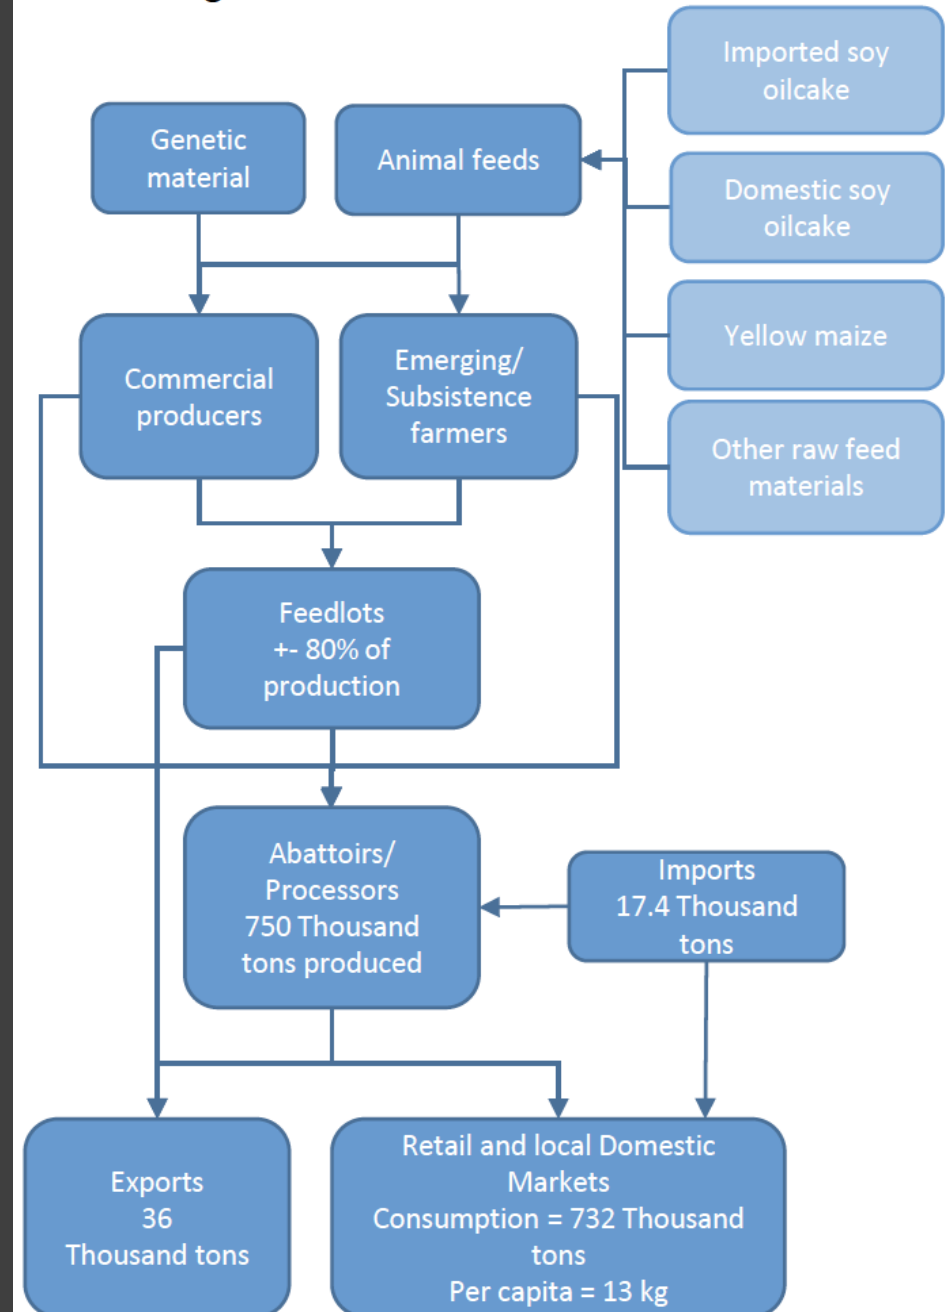 Genetic
material
Animal feeds
Imported soy
oilcake
Domestic soy
oilcake
Yellow maize
Other raw feed
materials
Commercial
producers
Emerging/
Subsistence
farmers
Feedlots
+- 80% of
production
Abattoirs/
Processors
750 Thousand
tons produced
Imports
17.4 Thousand
tons
Exports
36
Thousand tons
Retail and local Domestic
Markets
Consumption = 732 Thousand
tons
Per capita = 13 kg